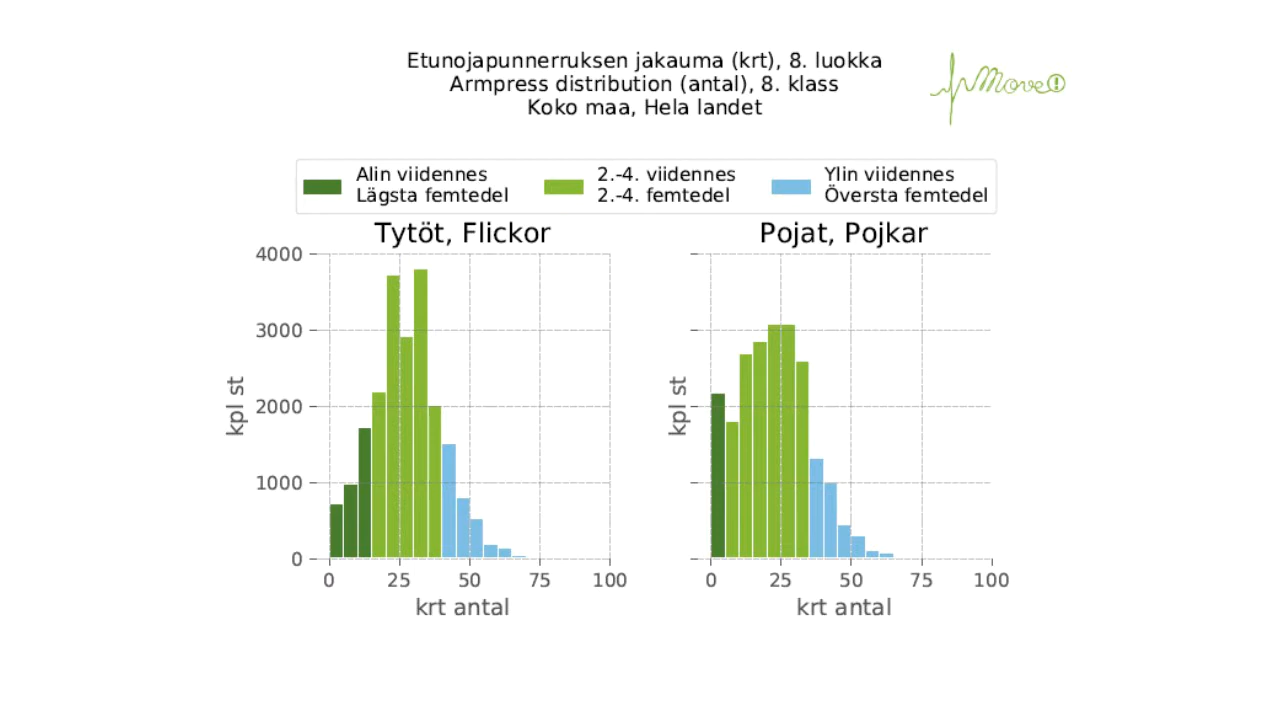 Etunojapunnerruksen jakauma (krt), 8. luokka
Armpress distribution (antal), 8. klass
Koko maa, Hela landet
Move!
Alin viidennes
Lägsta femtedel
2.-4. viidennes
2.-4. femtedel
Ylin viidennes
Översta femtedel
Tytöt, Flickor
4000
3000
2000
1000
0
kpl st
0 25 50 75 100
krt antal
Pojat, Pojkar
kpl st
0 25 50 75 100
krt antal